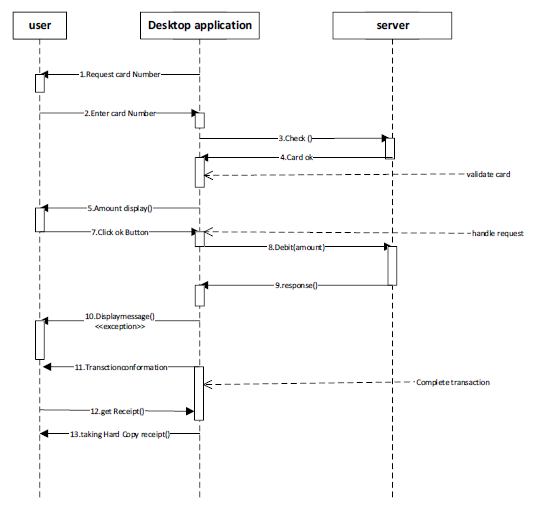 user
Desktop application
server
1.Request card Number
2.Enter card Number
3.Check ()
4.Card ok
validate card
5.Amount display()
7.Click ok Button
handle request
8.Debit(amount)
9.response()
10.Displaymessage()
<<exception>>
11.Transctionconformation
Complete transaction
12.get Receipt()
13.taking Hard Copy receipt()